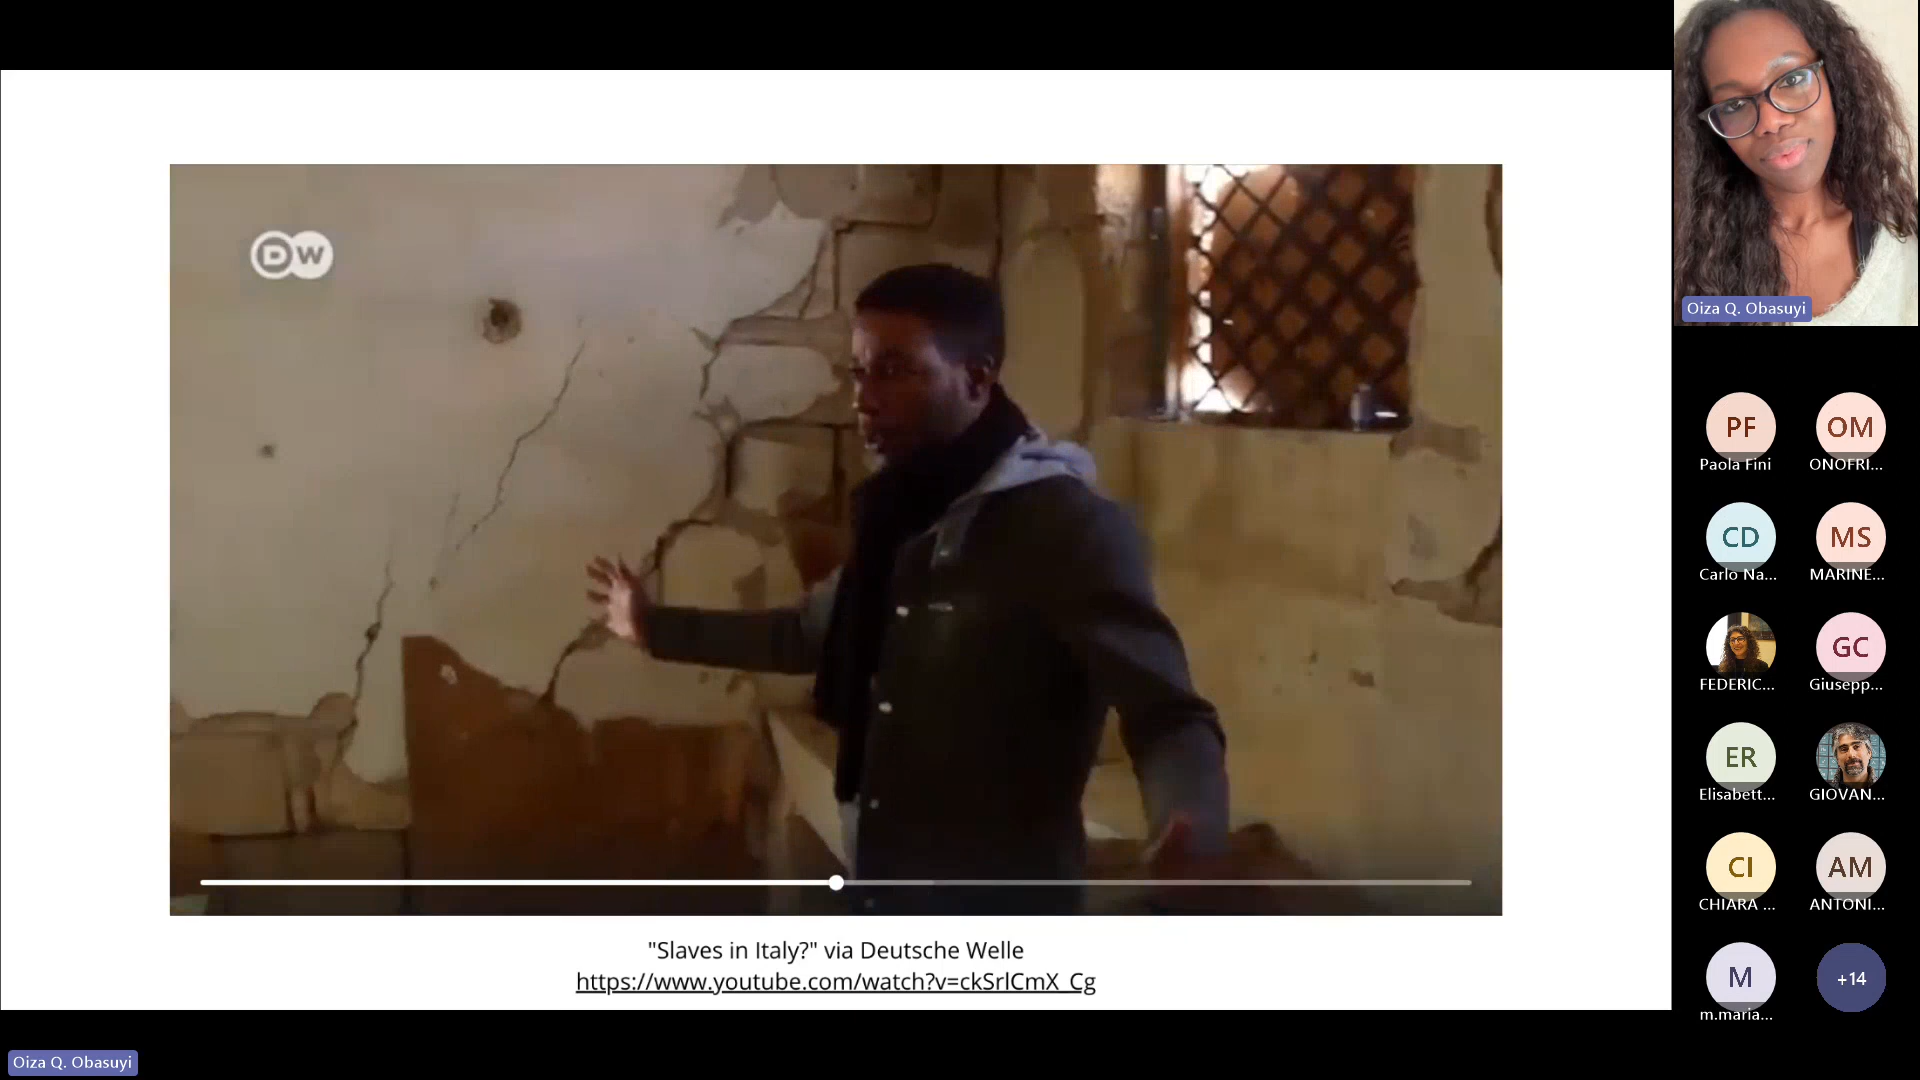 DW
"Slaves in Italy?" via Deutsche Welle
https://www.youtube.com/watch?v=ckSrlCmX_Cg
Oiza Q. Obasuyi
Oiza Q. Obasuyi
PF
Paola Fini
OM
ONOFRI...
CD
Carlo Na...
MS
MARINE...
FEDERIC...
GC
Giusepp...
ER
Elisabett...
GIOVAN...
CI
CHIARA ...
AM
ANTONI...
M
m.maria...
+14